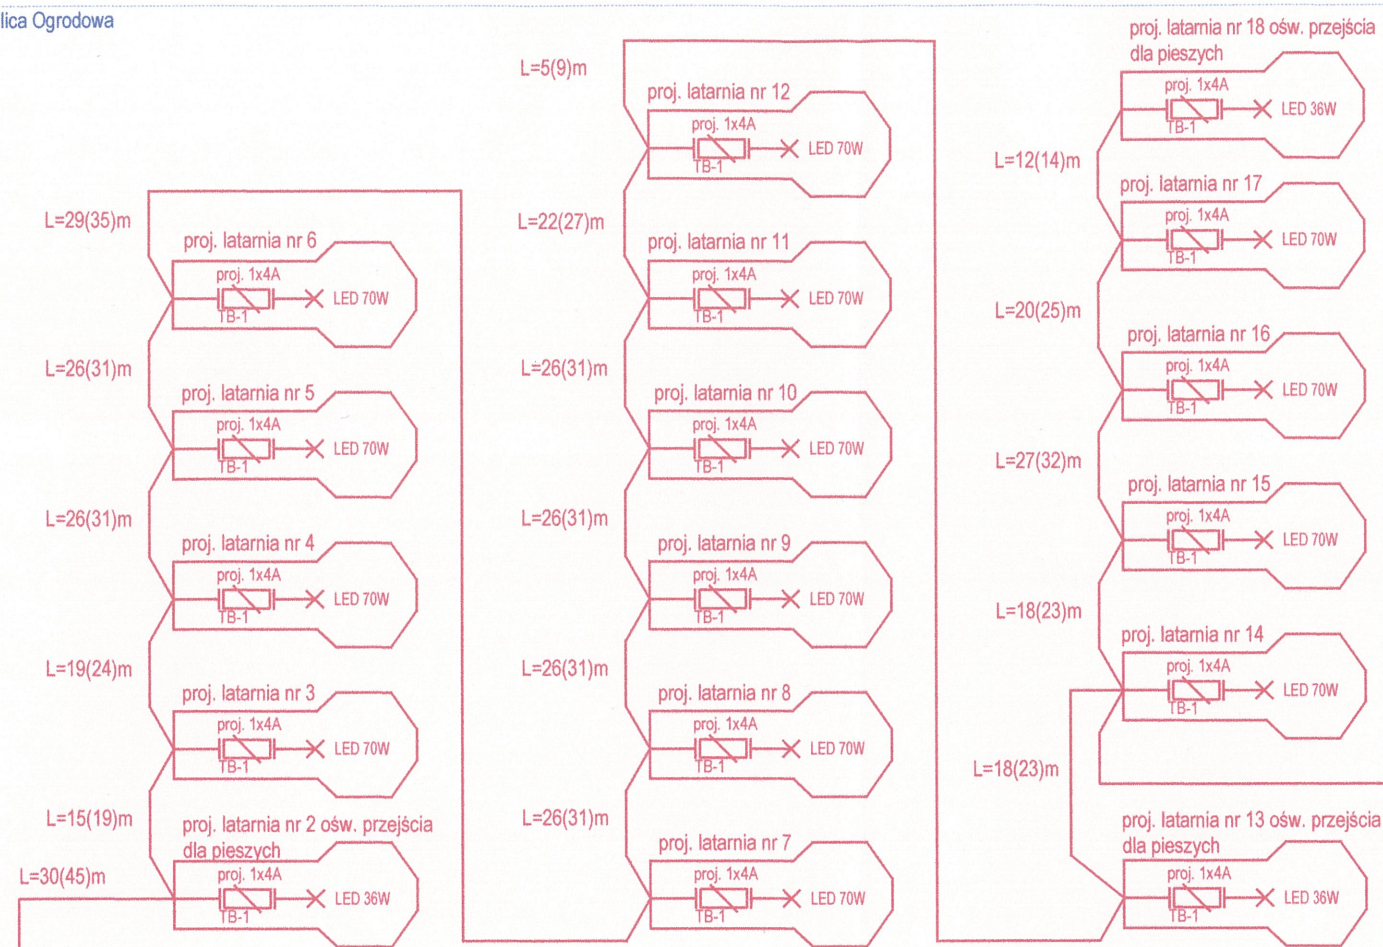 lica Ogrodowa
L=29(35)m
proj. latarnia nr 6
proj. 1x4A
LED 70W
TB-1
L=26(31)m
proj. latarnia nr 5
proj. 1x4A
LED 70W
TB-1
L=26(31)m
proj. latarnia nr 4
proj. 1x4A
LED 70W
TB-1
L=19(24)m
proj. latarnia nr 3
proj. 1x4A
LED 70W
TB-1
L=15(19)m
proj. latarnia nr 2 ośw. przejścia
dla pieszych
proj. 1x4A
LED 36W
TB-1
L=30(45)m
L=5(9)m
proj. latarnia nr 12
proj. 1x4A
LED 70W
TB-1
L=22(27)m
proj. latarnia nr 11
proj. 1x4A
LED 70W
TB-1
L=26(31)m
proj. latarnia nr 10
proj. 1x4A
LED 70W
TB-1
L=26(31)m
proj. latarnia nr 9
proj. 1x4A
LED 70W
TB-1
L=26(31)m
proj. latarnia nr 8
proj. 1x4A
LED 70W
TB-1
L=26(31)m
proj. latarnia nr 7
proj. 1x4A
LED 70W
TB-1
proj. latarnia nr 18 ośw. przejścia
dla pieszych
proj. 1x4A
LED 36W
TB-1
L=12(14)m
proj. latarnia nr 17
proj. 1x4A
LED 70W
TB-1
L=20(25)m
proj. latarnia nr 16
proj. 1x4A
LED 70W
TB-1
L=27(32)m
proj. latarnia nr 15
proj. 1x4A
LED 70W
TB-1
L=18(23)m
proj. latarnia nr 14
proj. 1x4A
LED 70W
TB-1
L=18(23)m
proj. latarnia nr 13 ośw. przejścia
dla pieszych
proj. 1x4A
LED 36W
TB-1